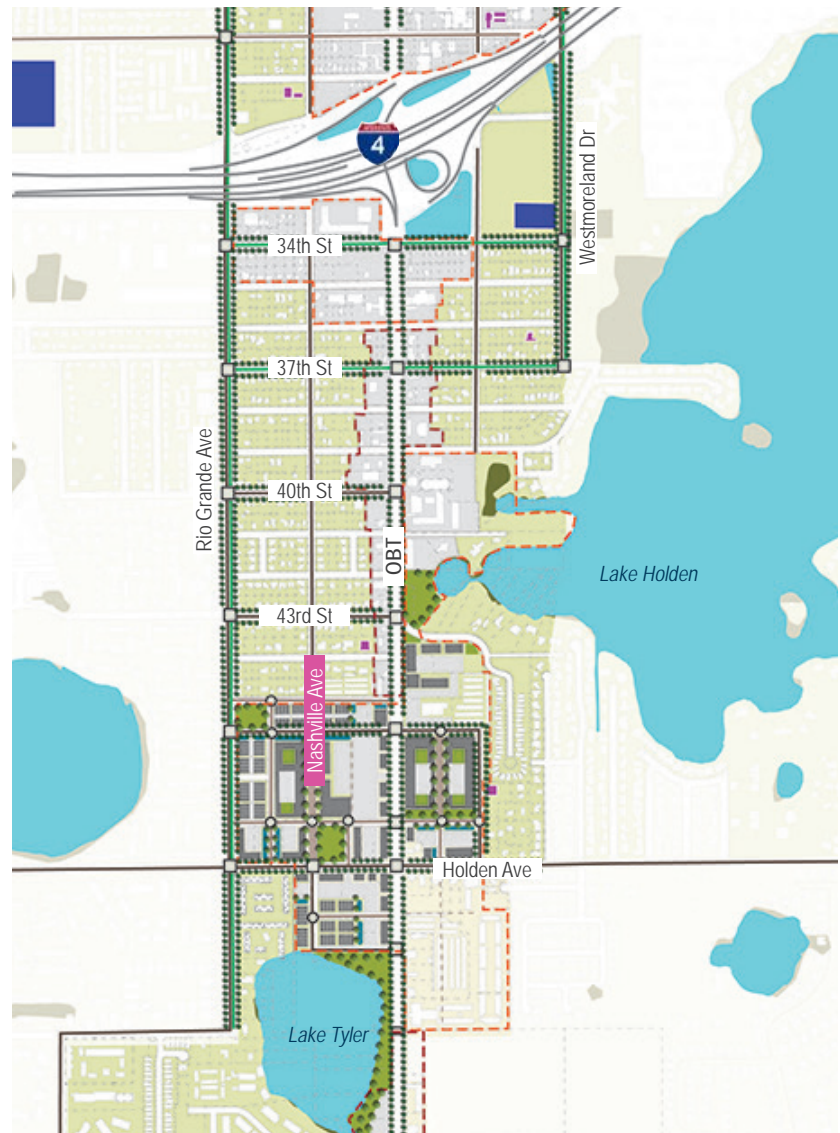 4
Westmoreland Dr
34th St
37th St
Rio Grande Ave
40th St
OBT
Lake Holden
43rd St
Nashville Ave
Holden Ave
Lake Tyler